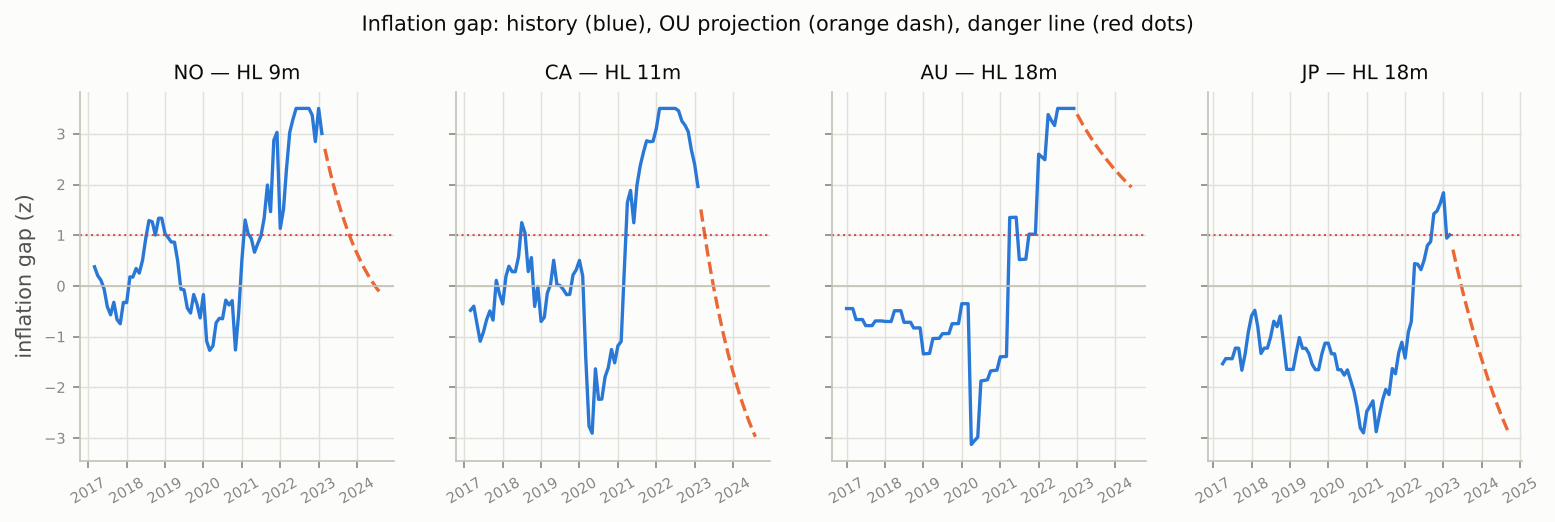 Inflation gap: history (blue), OU projection (orange dash), danger line (red dots)
NO — HL 9m
CA — HL 11m
AU — HL 18m
JP — HL 18m
inflation gap (z)
3
2
1
0
−1
−2
−3
2017 2018 2019 2020 2021 2022 2023 2024
2017 2018 2019 2020 2021 2022 2023 2024
2017 2018 2019 2020 2021 2022 2023 2024
2017 2018 2019 2020 2021 2022 2023 2024 2025